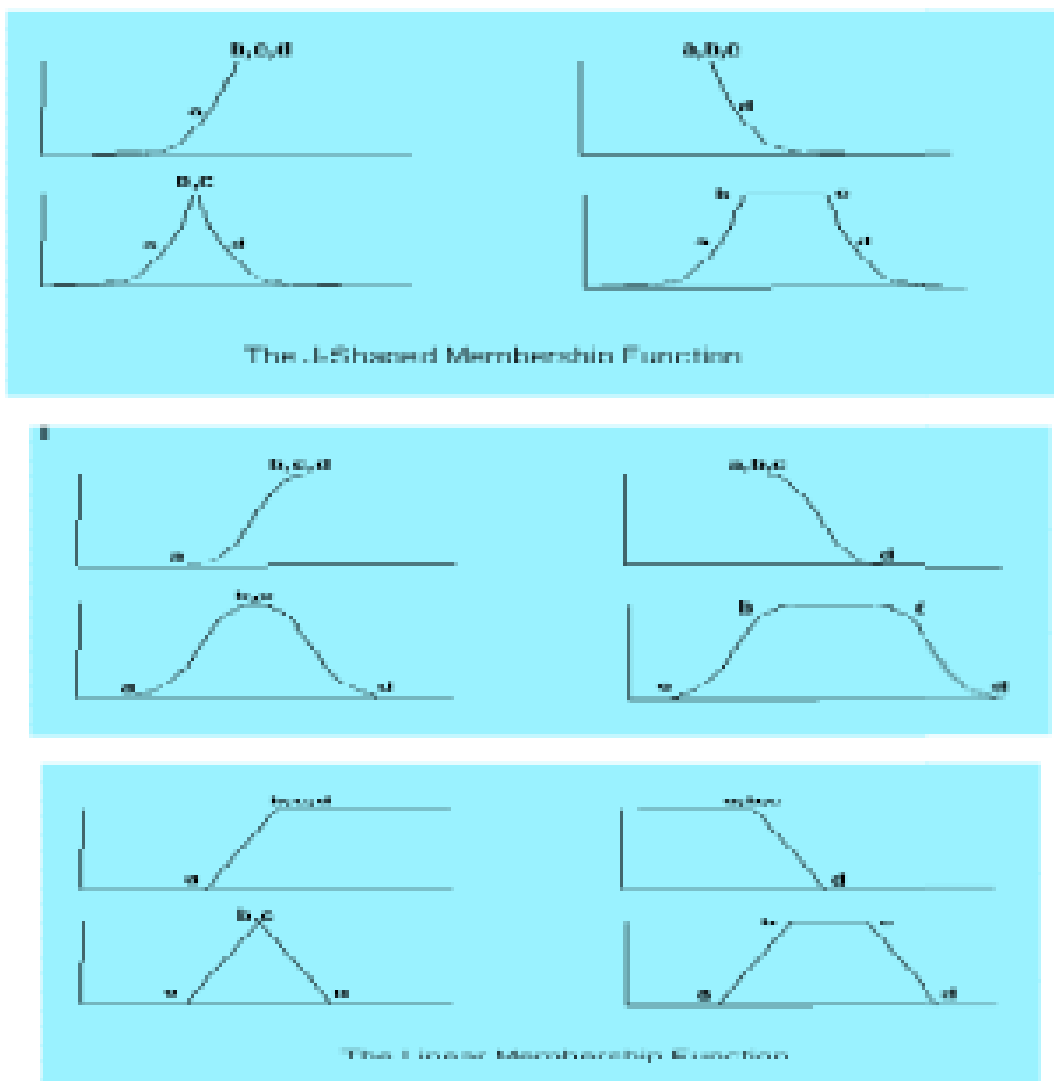 b,c,d
a,b,c
a
d
b,c
b c
a d
a d
The J-Shaped Membership Function
b,c,d
a,b,c
a
d
b,c
b c
a d
d
b,c,d
a,b,c
a
d
b,c
a d
The Linear Membership Function